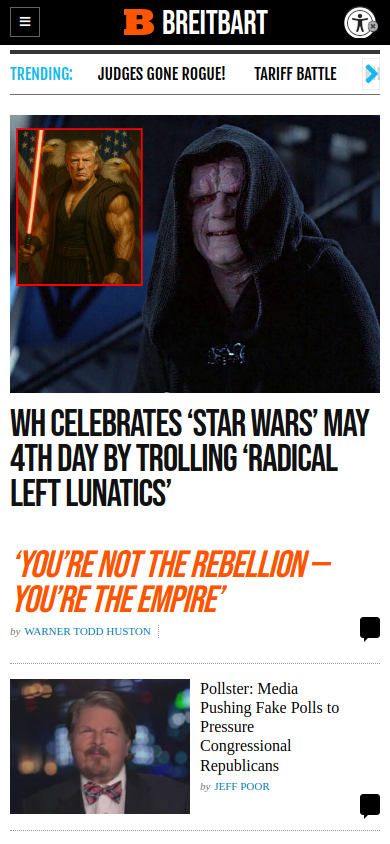 B BREITBART
TRENDING: JUDGES GONE ROGUE! TARIFF BATTLE
WH CELEBRATES ‘STAR WARS’ MAY
4TH DAY BY TROLLING ‘RADICAL
LEFT LUNATICS’
‘YOU’RE NOT THE REBELLION —
YOU’RE THE EMPIRE’
by WARNER TODD HUSTON
Pollster: Media
Pushing Fake Polls to
Pressure
Congressional
Republicans
by JEFF POOR